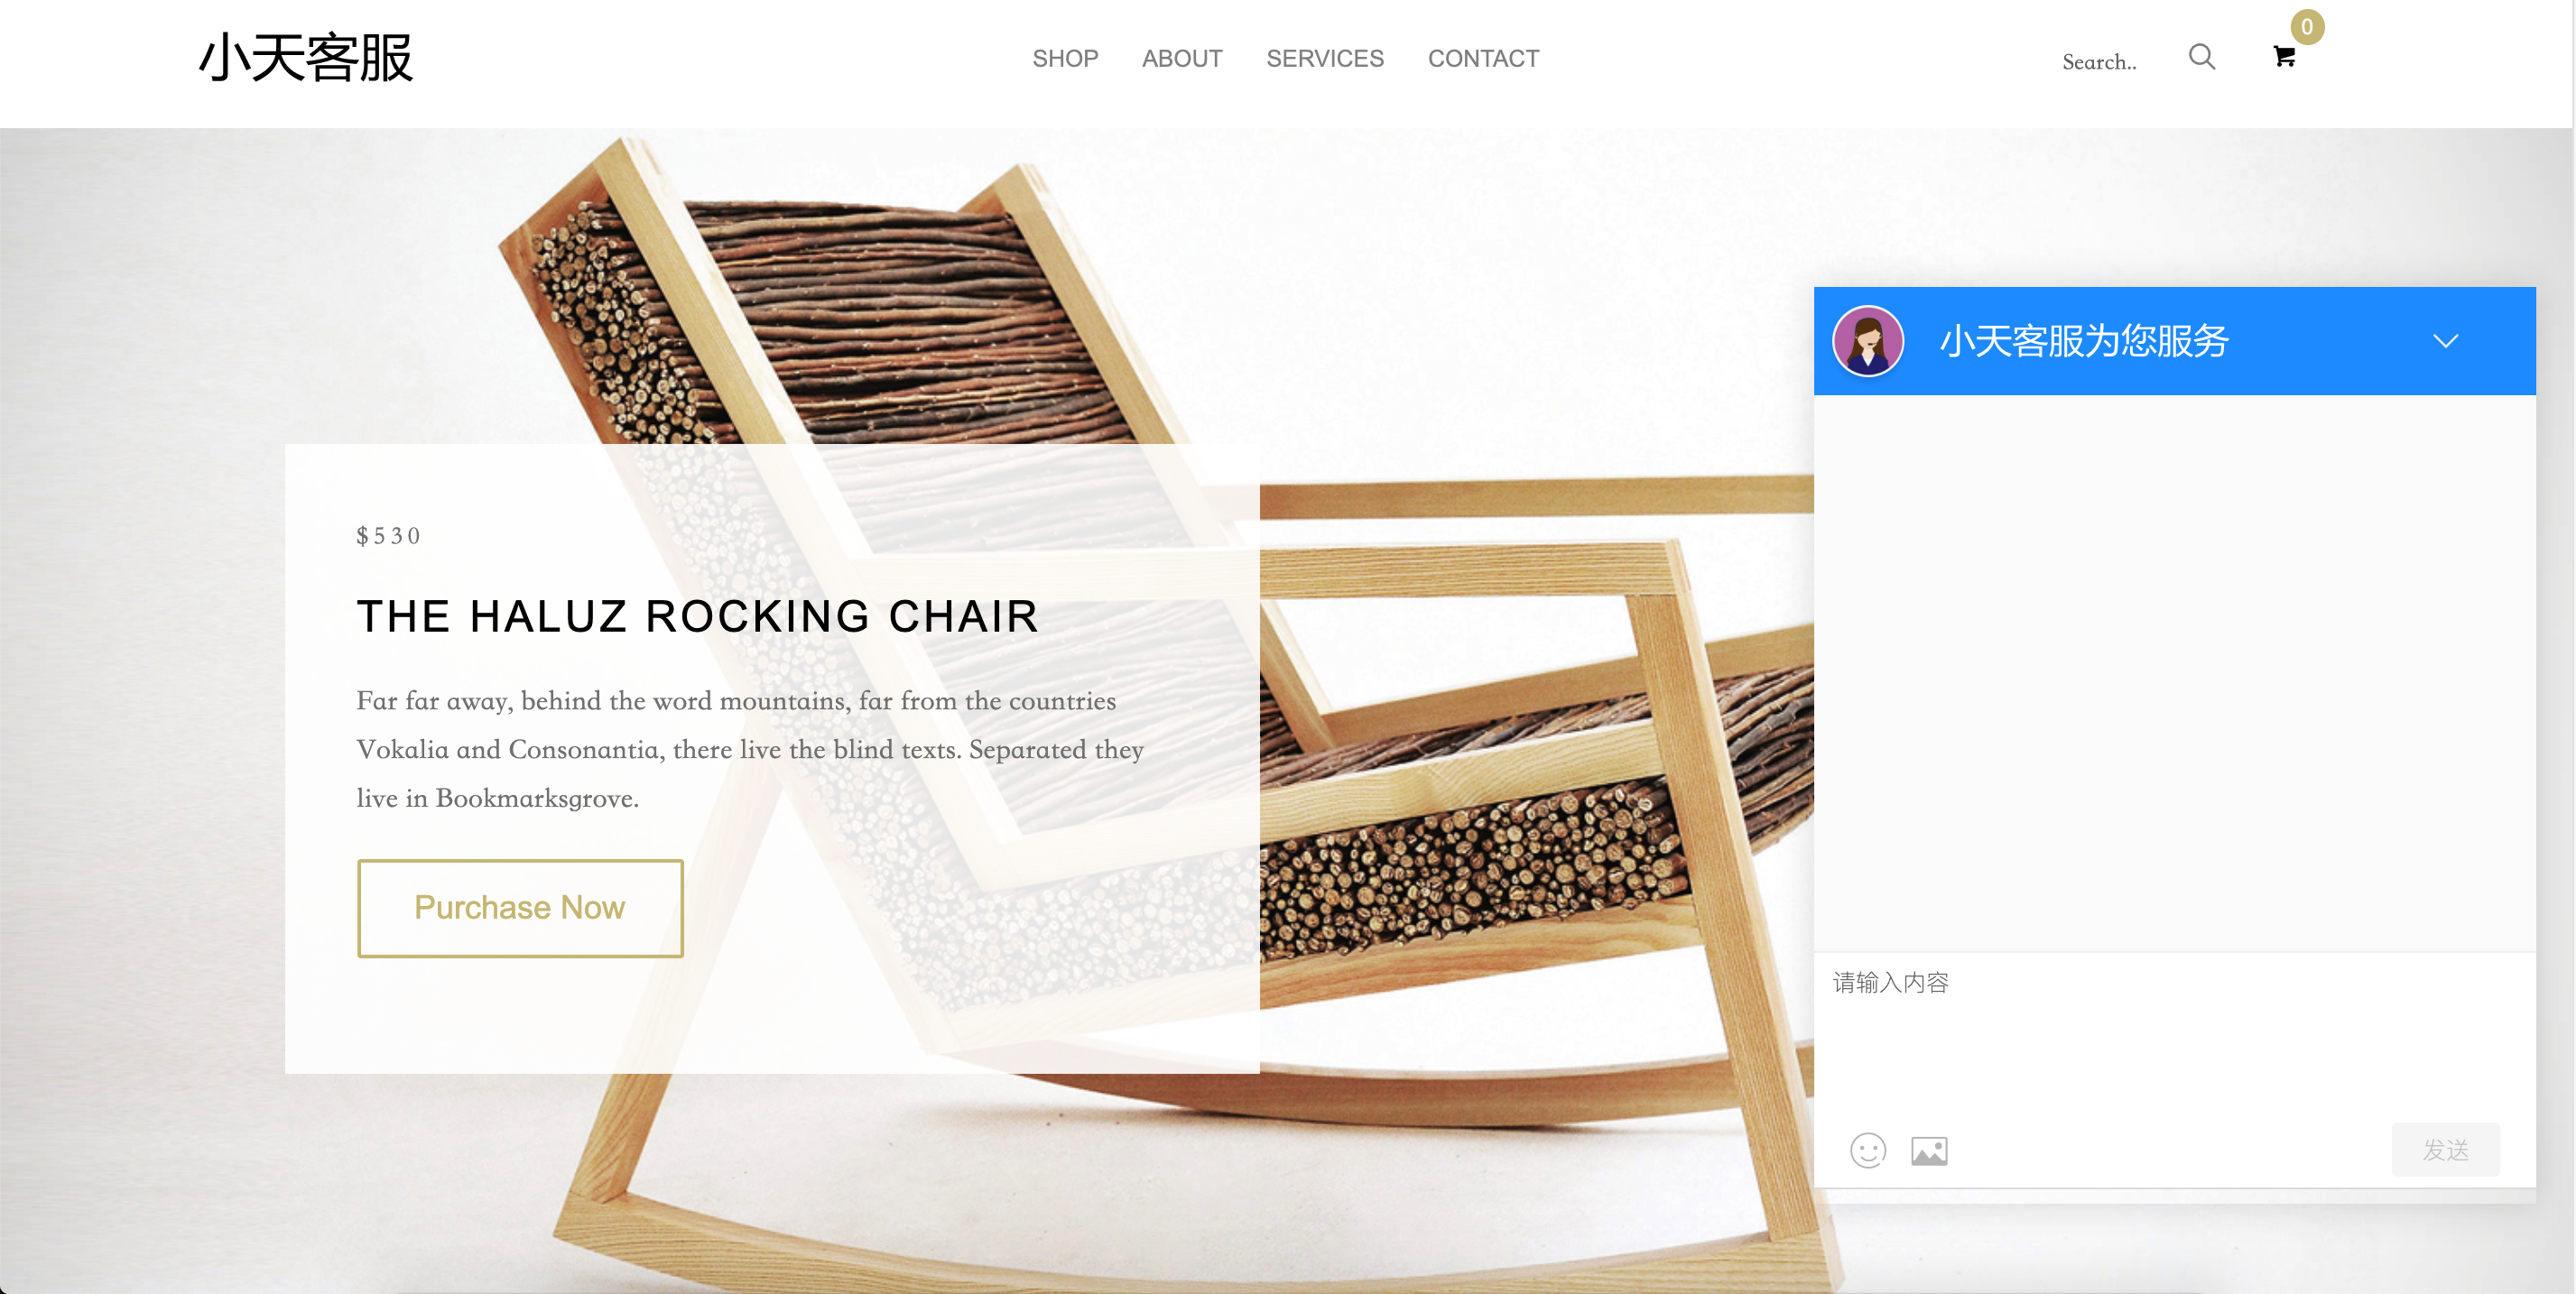 小天客服
SHOP ABOUT SERVICES CONTACT
Search..
0
小天客服为您服务
$530
THE HALUZ ROCKING CHAIR
Far far away, behind the word mountains, far from the countries
Vokalia and Consonantia, there live the blind texts. Separated they
live in Bookmarksgrove.
Purchase Now
请输入内容
发送